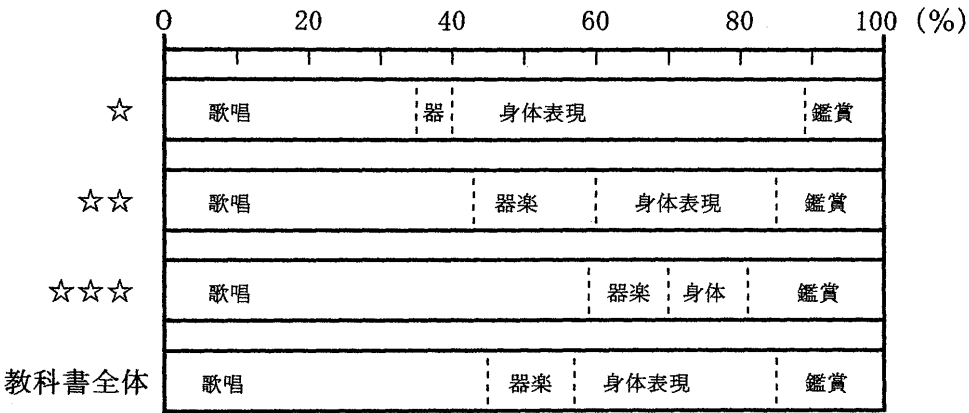 0 20 40 60 80 100 (%)
☆ 歌唱 器 身体表現 鑑賞
☆☆ 歌唱 器楽 身体表現 鑑賞
☆☆☆ 歌唱 器楽 身体 鑑賞
教科書全体 歌唱 器楽 身体表現 鑑賞